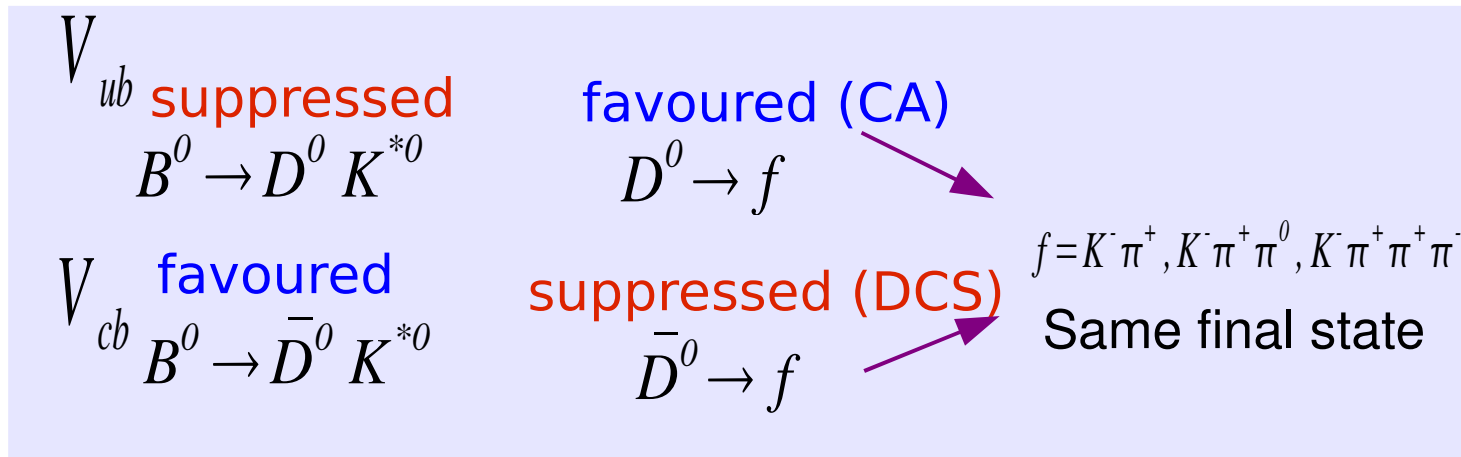 V_ub suppressed
B⁰ → D⁰ K*⁰
favoured (CA)
D⁰ → f
V_cb favoured
B⁰ → D̄⁰ K*⁰
suppressed (DCS)
D̄⁰ → f
f = K⁻π⁺, K⁻π⁺π⁰, K⁻π⁺π⁺π⁻
Same final state